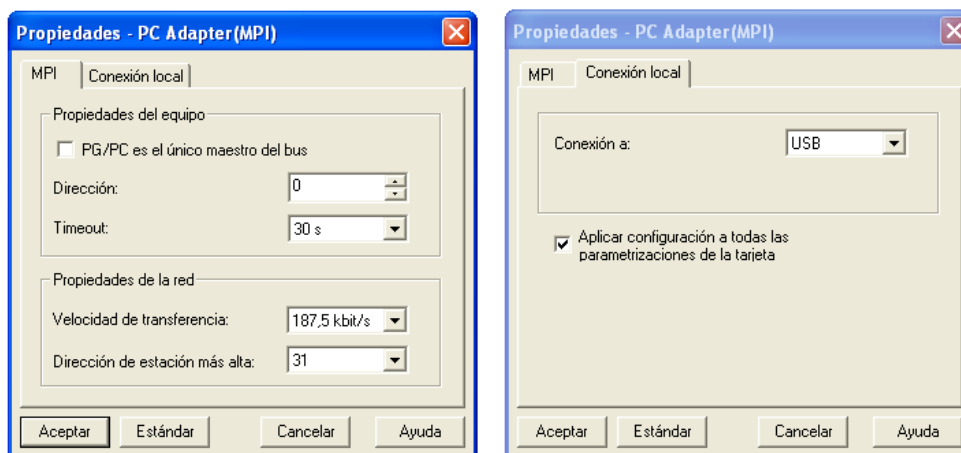 Propiedades - PC Adapter(MPI)
MPI
Conexión local
Propiedades del equipo
PG/PC es el único maestro del bus
Dirección:
0
Timeout:
30 s
Propiedades de la red
Velocidad de transferencia:
187,5 kbit/s
Dirección de estación más alta:
31
Aceptar
Estándar
Cancelar
Ayuda
Propiedades - PC Adapter(MPI)
MPI
Conexión local
Conexión a:
USB
Aplicar configuración a todas las
parametrizaciones de la tarjeta
Aceptar
Estándar
Cancelar
Ayuda